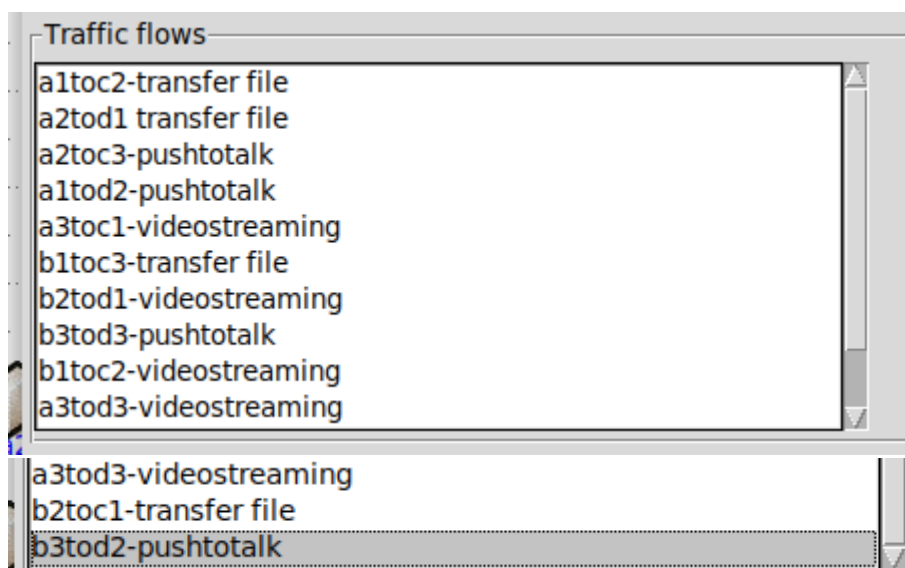 Traffic flows
a1toc2-transfer file
a2tod1 transfer file
a2toc3-pushtotalk
a1tod2-pushtotalk
a3toc1-videostreaming
b1toc3-transfer file
b2tod1-videostreaming
b3tod3-pushtotalk
b1toc2-videostreaming
a3tod3-videostreaming
a3tod3-videostreaming
b2toc1-transfer file
b3tod2-pushtotalk